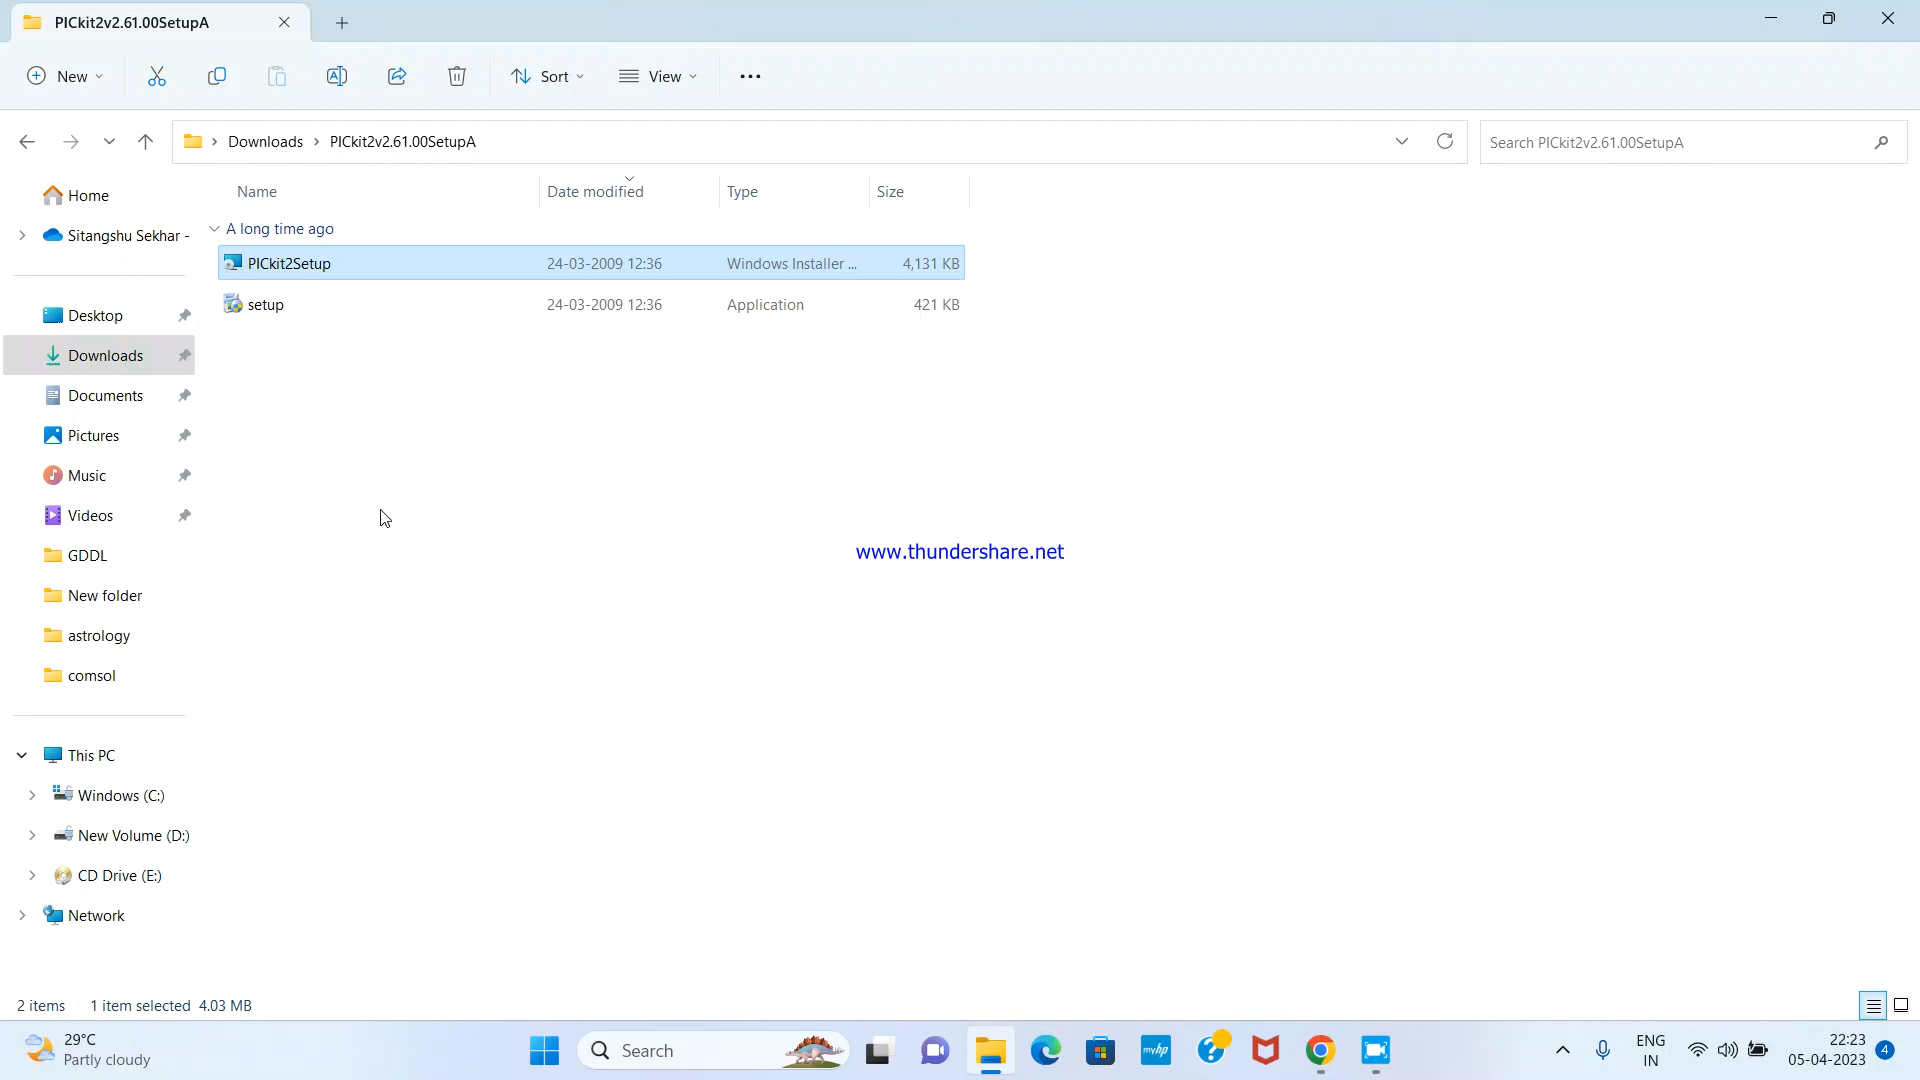 PICkit2v2.61.00SetupA
New
Sort
View
Downloads
PICkit2v2.61.00SetupA
Search PICkit2v2.61.00SetupA
Name
Date modified
Type
Size
A long time ago
PICkit2Setup
24-03-2009 12:36
Windows Installer ...
4,131 KB
setup
24-03-2009 12:36
Application
421 KB
Home
Sitangshu Sekhar -
Desktop
Downloads
Documents
Pictures
Music
Videos
GDDL
New folder
astrology
comsol
This PC
Windows (C:)
New Volume (D:)
CD Drive (E:)
Network
www.thundershare.net
2 items
1 item selected 4.03 MB
29°C
Partly cloudy
Search
myhp
ENG
IN
22:23
05-04-2023
4